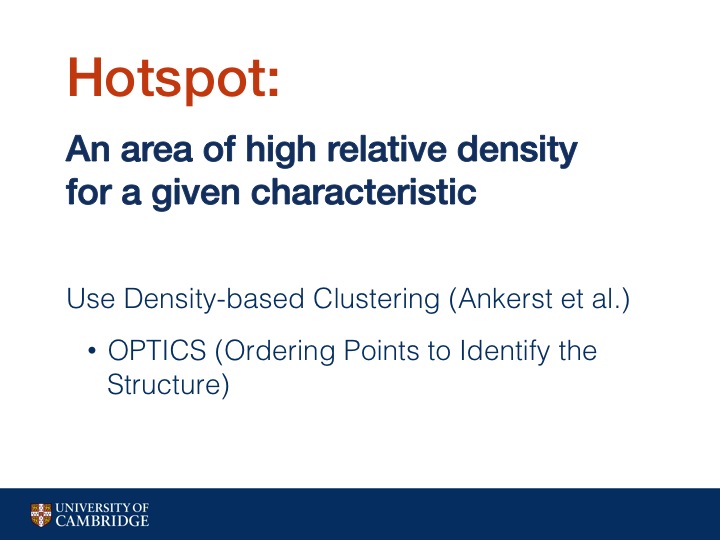 Hotspot:
An area of high relative density
for a given characteristic
Use Density-based Clustering (Ankerst et al.)
• OPTICS (Ordering Points to Identify the
Structure)
UNIVERSITY OF
CAMBRIDGE